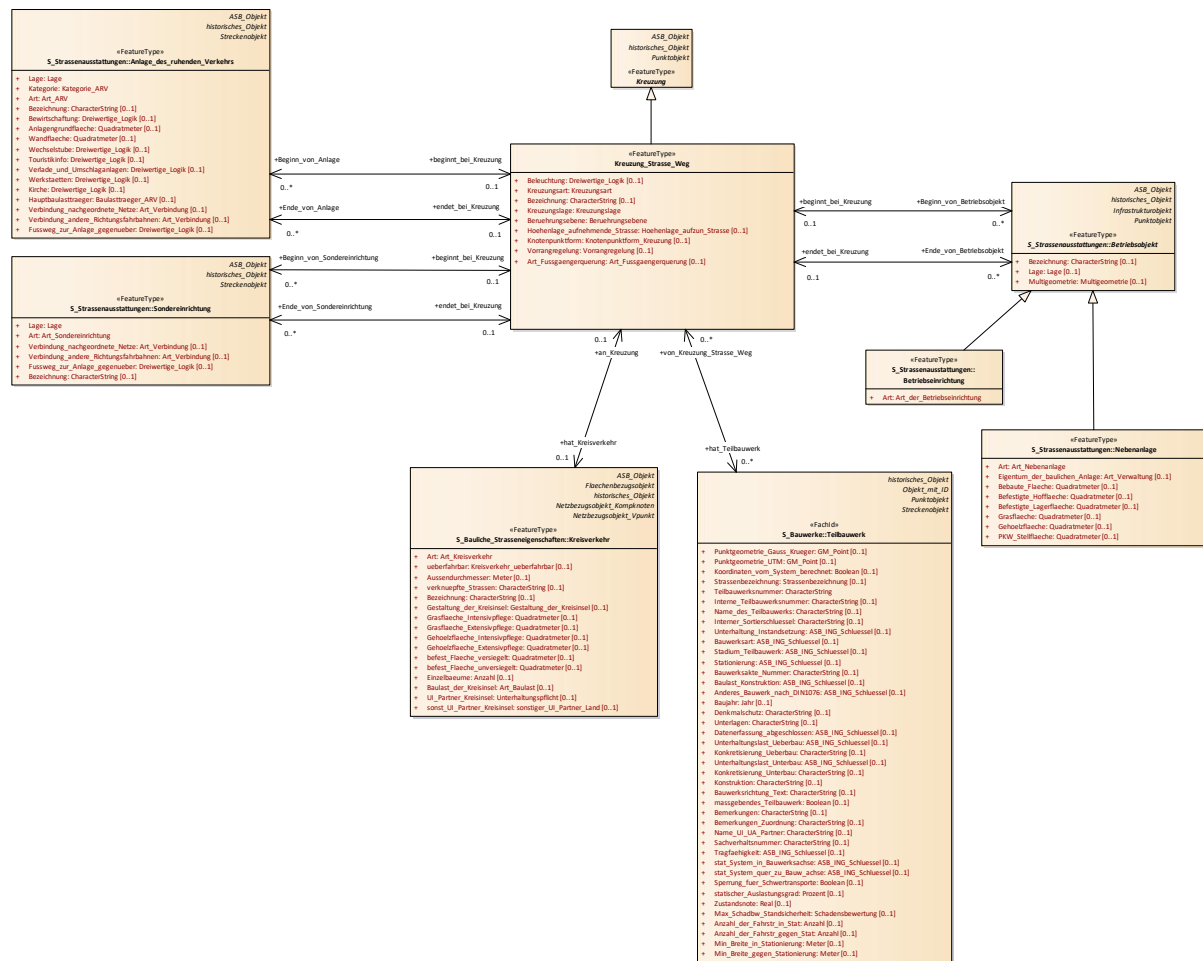 ASB_Objekt
historisches_Objekt
Streckenobjekt
«FeatureType»
S_Strassenausstattungen::Anlage_des_ruhenden_Verkehrs
+ Lage: Lage
+ Kategorie: Kategorie_ARV
+ Art: Art_ARV
+ Bezeichnung: CharacterString [0..1]
+ Bewirtschaftung: Dreiwertige_Logik [0..1]
+ Anlagengrundflaeche: Quadratmeter [0..1]
+ Wandflaeche: Quadratmeter [0..1]
+ Wechselstube: Dreiwertige_Logik [0..1]
+ Touristikinfo: Dreiwertige_Logik [0..1]
+ Verlade_und_Umschlaganlagen: Dreiwertige_Logik [0..1]
+ Werkstaetten: Dreiwertige_Logik [0..1]
+ Kirche: Dreiwertige_Logik [0..1]
+ Hauptbaulasttraeger: Baulasttraeger_ARV [0..1]
+ Verbindung_nachgeordnete_Netze: Art_Verbindung [0..1]
+ Verbindung_andere_Richtungsfahrbahnen: Art_Verbindung [0..1]
+ Fussweg_zur_Anlage_gegenueber: Dreiwertige_Logik [0..1]
ASB_Objekt
historisches_Objekt
Punktobjekt
«FeatureType»
Kreuzung
+Beginn_von_Anlage
0..*
+beginnt_bei_Kreuzung
0..1
+Ende_von_Anlage
0..*
+endet_bei_Kreuzung
0..1
+Beginn_von_Sondereinrichtung
0..*
+beginnt_bei_Kreuzung
0..1
+Ende_von_Sondereinrichtung
0..*
+endet_bei_Kreuzung
0..1
«FeatureType»
Kreuzung_Strasse_Weg
+ Beleuchtung: Dreiwertige_Logik [0..1]
+ Kreuzungsart: Kreuzungsart
+ Bezeichnung: CharacterString [0..1]
+ Kreuzungslage: Kreuzungslage
+ Beruehrungsebene: Beruehrungsebene
+ Hoehenlage_aufnehmende_Strasse: Hoehenlage_aufzun_Strasse [0..1]
+ Knotenpunktform: Knotenpunktform_Kreuzung [0..1]
+ Vorrangregelung: Vorrangregelung [0..1]
+ Art_Fussgaengerquerung: Art_Fussgaengerquerung [0..1]
+beginnt_bei_Kreuzung
0..1
+Beginn_von_Betriebsobjekt
0..*
+endet_bei_Kreuzung
0..1
+Ende_von_Betriebsobjekt
0..*
ASB_Objekt
historisches_Objekt
Infrastrukturobjekt
Punktobjekt
«FeatureType»
S_Strassenausstattungen::Betriebsobjekt
+ Bezeichnung: CharacterString [0..1]
+ Lage: Lage [0..1]
+ Multigeometrie: Multigeometrie [0..1]
ASB_Objekt
historisches_Objekt
Streckenobjekt
«FeatureType»
S_Strassenausstattungen::Sondereinrichtung
+ Lage: Lage
+ Art: Art_Sondereinrichtung
+ Verbindung_nachgeordnete_Netze: Art_Verbindung [0..1]
+ Verbindung_andere_Richtungsfahrbahnen: Art_Verbindung [0..1]
+ Fussweg_zur_Anlage_gegenueber: Dreiwertige_Logik [0..1]
+ Bezeichnung: CharacterString [0..1]
«FeatureType»
S_Strassenausstattungen::
Betriebseinrichtung
+ Art: Art_der_Betriebseinrichtung
«FeatureType»
S_Strassenausstattungen::Nebenanlage
+ Art: Art_Nebenanlage
+ Eigentum_der_baulichen_Anlage: Art_Verwaltung [0..1]
+ Bebaute_Flaeche: Quadratmeter [0..1]
+ Befestigte_Hofflaeche: Quadratmeter [0..1]
+ Befestigte_Lagerflaeche: Quadratmeter [0..1]
+ Grasflaeche: Quadratmeter [0..1]
+ Gehoelzflaeche: Quadratmeter [0..1]
+ PKW_Stellflaeche: Quadratmeter [0..1]
0..1
+an_Kreuzung
+hat_Kreisverkehr
0..1
0..*
+von_Kreuzung_Strasse_Weg
+hat_Teilbauwerk
0..*
ASB_Objekt
Flaechenbezugsobjekt
historisches_Objekt
Netzbezugsobjekt_Kompknoten
Netzbezugsobjekt_Vpunkt
«FeatureType»
S_Bauliche_Strasseneigenschaften::Kreisverkehr
+ Art: Art_Kreisverkehr
+ ueberfahrbar: Kreisverkehr_ueberfahrbar [0..1]
+ Aussendurchmesser: Meter [0..1]
+ verknuepfte_Strassen: CharacterString [0..1]
+ Bezeichnung: CharacterString [0..1]
+ Gestaltung_der_Kreisinsel: Gestaltung_der_Kreisinsel [0..1]
+ Grasflaeche_Intensivpflege: Quadratmeter [0..1]
+ Grasflaeche_Extensivpflege: Quadratmeter [0..1]
+ Gehoelzflaeche_Intensivpflege: Quadratmeter [0..1]
+ Gehoelzflaeche_Extensivpflege: Quadratmeter [0..1]
+ befest_Flaeche_versiegelt: Quadratmeter [0..1]
+ befest_Flaeche_unversiegelt: Quadratmeter [0..1]
+ Einzelbaeume: Anzahl [0..1]
+ Baulast_der_Kreisinsel: Art_Baulast [0..1]
+ UI_Partner_Kreisinsel: Unterhaltungspflicht [0..1]
+ sonst_UI_Partner_Kreisinsel: sonstiger_UI_Partner_Land [0..1]
historisches_Objekt
Objekt_mit_ID
Punktobjekt
Streckenobjekt
«FachId»
S_Bauwerke::Teilbauwerk
+ Punktgeometrie_Gauss_Krueger: GM_Point [0..1]
+ Punktgeometrie_UTM: GM_Point [0..1]
+ Koordinaten_vom_System_berechnet: Boolean [0..1]
+ Strassenbezeichnung: Strassenbezeichnung [0..1]
+ Teilbauwerksnummer: CharacterString
+ Interne_Teilbauwerksnummer: CharacterString [0..1]
+ Name_des_Teilbauwerks: CharacterString [0..1]
+ Interner_Sortierschluessel: CharacterString [0..1]
+ Unterhaltung_Instandsetzung: ASB_ING_Schluessel [0..1]
+ Bauwerksart: ASB_ING_Schluessel [0..1]
+ Stadium_Teilbauwerk: ASB_ING_Schluessel [0..1]
+ Stationierung: ASB_ING_Schluessel [0..1]
+ Bauwerksakte_Nummer: CharacterString [0..1]
+ Baulast_Konstruktion: ASB_ING_Schluessel [0..1]
+ Anderes_Bauwerk_nach_DIN1076: ASB_ING_Schluessel [0..1]
+ Baujahr: Jahr [0..1]
+ Denkmalschutz: CharacterString [0..1]
+ Unterlagen: CharacterString [0..1]
+ Datenerfassung_abgeschlossen: ASB_ING_Schluessel [0..1]
+ Unterhaltungslast_Ueberbau: ASB_ING_Schluessel [0..1]
+ Konkretisierung_Ueberbau: CharacterString [0..1]
+ Unterhaltungslast_Unterbau: ASB_ING_Schluessel [0..1]
+ Konkretisierung_Unterbau: CharacterString [0..1]
+ Konstruktion: CharacterString [0..1]
+ Bauwerksrichtung_Text: CharacterString [0..1]
+ massgebendes_Teilbauwerk: Boolean [0..1]
+ Bemerkungen: CharacterString [0..1]
+ Bemerkungen_Zuordnung: CharacterString [0..1]
+ Name_UI_UA_Partner: CharacterString [0..1]
+ Sachverhaltsnummer: CharacterString [0..1]
+ Tragfaehigkeit: ASB_ING_Schluessel [0..1]
+ stat_System_in_Bauwerksachse: ASB_ING_Schluessel [0..1]
+ stat_System_quer_zu_Bauw_achse: ASB_ING_Schluessel [0..1]
+ Sperrung_fuer_Schwertransporte: Boolean [0..1]
+ statischer_Auslastungsgrad: Prozent [0..1]
+ Zustandsnote: Real [0..1]
+ Max_Schadbw_Standsicherheit: Schadensbewertung [0..1]
+ Anzahl_der_Fahrstr_in_Stat: Anzahl [0..1]
+ Anzahl_der_Fahrstr_gegen_Stat: Anzahl [0..1]
+ Min_Breite_in_Stationierung: Meter [0..1]
+ Min_Breite_gegen_Stationierung: Meter [0..1]